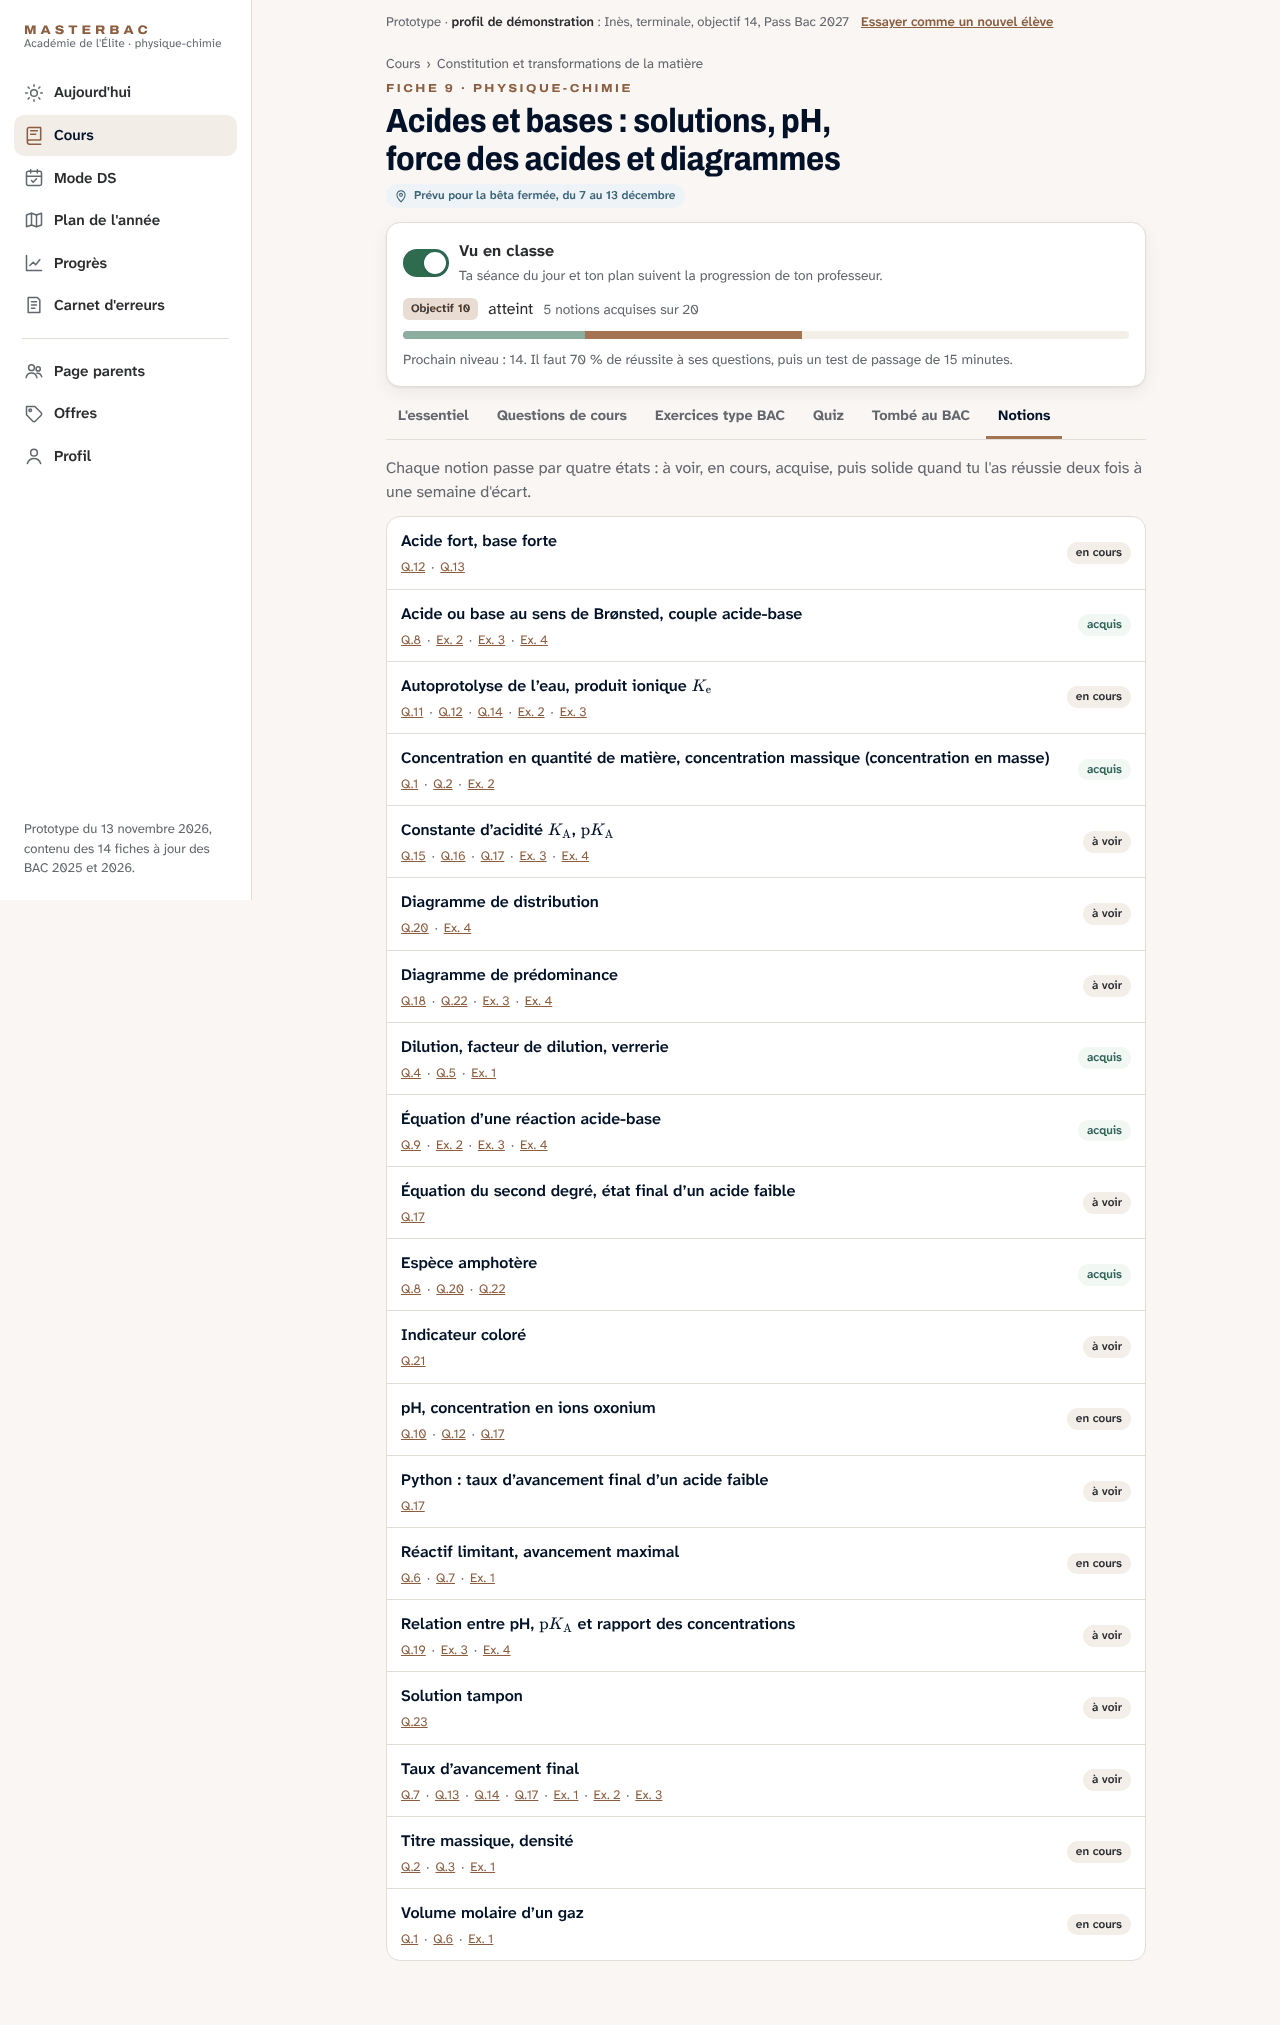 MASTERBAC
Académie de l'Élite · physique-chimie
Aujourd'hui
Cours
Mode DS
Plan de l'année
Progrès
Carnet d'erreurs
Page parents
Offres
Profil
Prototype du 13 novembre 2026,
contenu des 14 fiches à jour des
BAC 2025 et 2026.
Prototype · profil de démonstration : Inès, terminale, objectif 14, Pass Bac 2027 Essayer comme un nouvel élève
Cours › Constitution et transformations de la matière
FICHE 9 · PHYSIQUE-CHIMIE
Acides et bases : solutions, pH,
force des acides et diagrammes
Prévu pour la bêta fermée, du 7 au 13 décembre
Vu en classe
Ta séance du jour et ton plan suivent la progression de ton professeur.
Objectif 10 atteint 5 notions acquises sur 20
Prochain niveau : 14. Il faut 70 % de réussite à ses questions, puis un test de passage de 15 minutes.
L'essentiel Questions de cours Exercices type BAC Quiz Tombé au BAC Notions
Chaque notion passe par quatre états : à voir, en cours, acquise, puis solide quand tu l'as réussie deux fois à
une semaine d'écart.
Acide fort, base forte
Q.12 · Q.13
en cours
Acide ou base au sens de Brønsted, couple acide-base
Q.8 · Ex. 2 · Ex. 3 · Ex. 4
acquis
Autoprotolyse de l’eau, produit ionique Ke
Q.11 · Q.12 · Q.14 · Ex. 2 · Ex. 3
en cours
Concentration en quantité de matière, concentration massique (concentration en masse)
Q.1 · Q.2 · Ex. 2
acquis
Constante d’acidité KA, pKA
Q.15 · Q.16 · Q.17 · Ex. 3 · Ex. 4
à voir
Diagramme de distribution
Q.20 · Ex. 4
à voir
Diagramme de prédominance
Q.18 · Q.22 · Ex. 3 · Ex. 4
à voir
Dilution, facteur de dilution, verrerie
Q.4 · Q.5 · Ex. 1
acquis
Équation d’une réaction acide-base
Q.9 · Ex. 2 · Ex. 3 · Ex. 4
acquis
Équation du second degré, état final d’un acide faible
Q.17
à voir
Espèce amphotère
Q.8 · Q.20 · Q.22
acquis
Indicateur coloré
Q.21
à voir
pH, concentration en ions oxonium
Q.10 · Q.12 · Q.17
en cours
Python : taux d’avancement final d’un acide faible
Q.17
à voir
Réactif limitant, avancement maximal
Q.6 · Q.7 · Ex. 1
en cours
Relation entre pH, pKA et rapport des concentrations
Q.19 · Ex. 3 · Ex. 4
à voir
Solution tampon
Q.23
à voir
Taux d’avancement final
Q.7 · Q.13 · Q.14 · Q.17 · Ex. 1 · Ex. 2 · Ex. 3
à voir
Titre massique, densité
Q.2 · Q.3 · Ex. 1
en cours
Volume molaire d’un gaz
Q.1 · Q.6 · Ex. 1
en cours